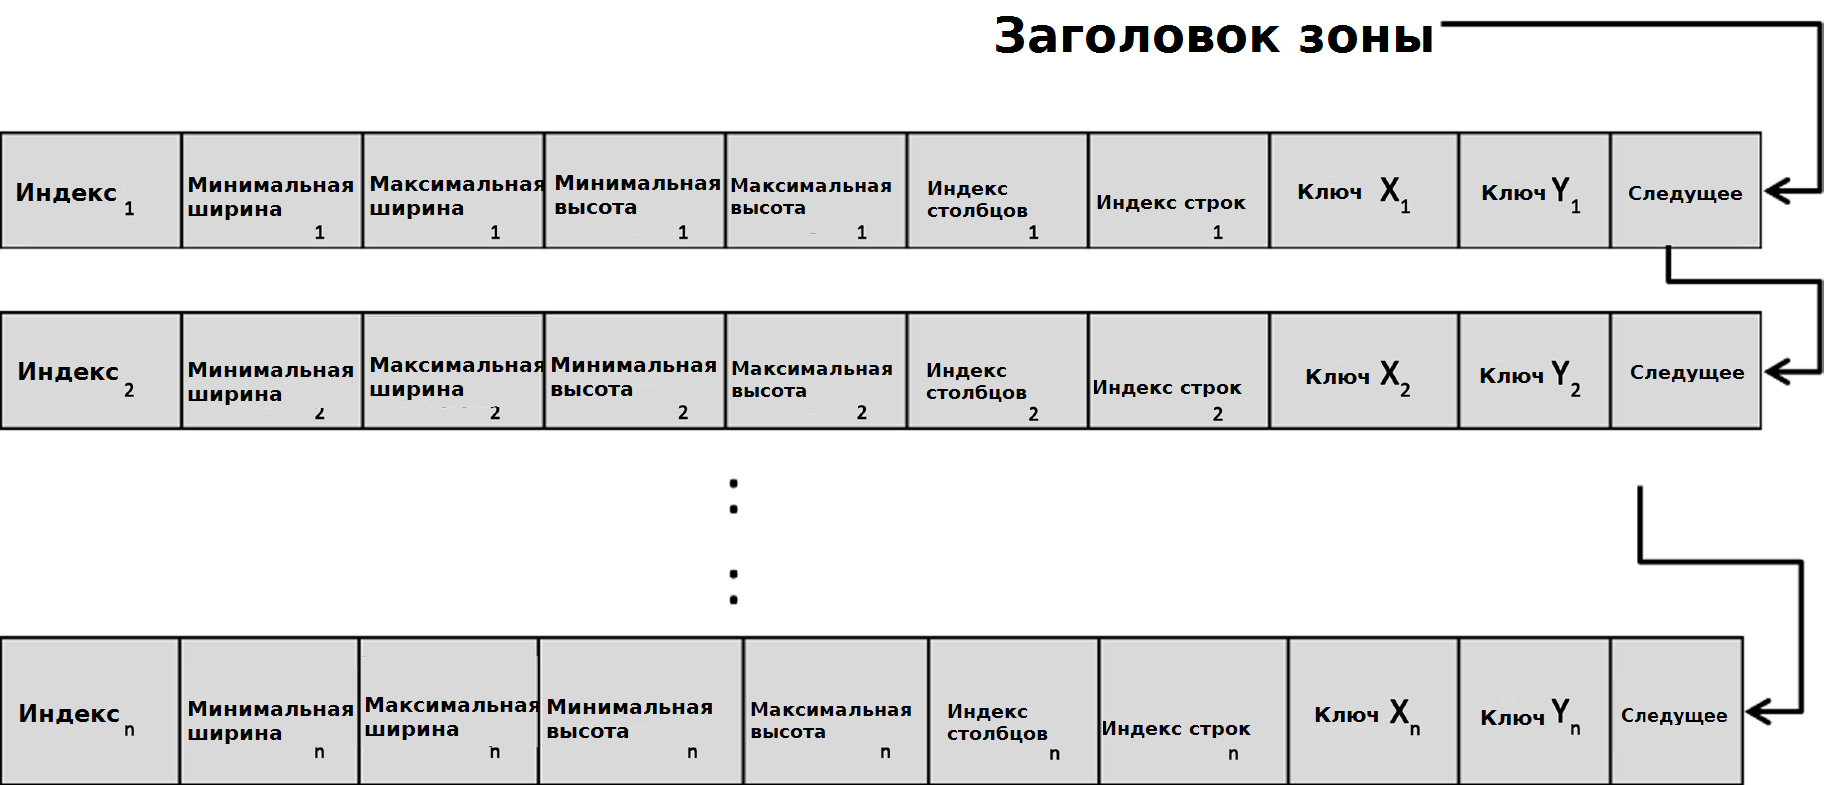 Заголовок зоны
Индекс 1
Минимальная
ширина
1
Максимальная
ширина
1
Минимальная
высота
1
Максимальная
высота
1
Индекс
столбцов
1
Индекс строк
1
Ключ X1
Ключ Y1
Следущее
Индекс 2
Минимальная
ширина
2
Максимальная
ширина
2
Минимальная
высота
2
Максимальная
высота
2
Индекс
столбцов
2
Индекс строк
2
Ключ X2
Ключ Y2
Следущее
:
:
Индекс n
Минимальная
ширина
n
Максимальная
ширина
n
Минимальная
высота
n
Максимальная
высота
n
Индекс
столбцов
n
Индекс строк
n
Ключ Xn
Ключ Yn
Следущее